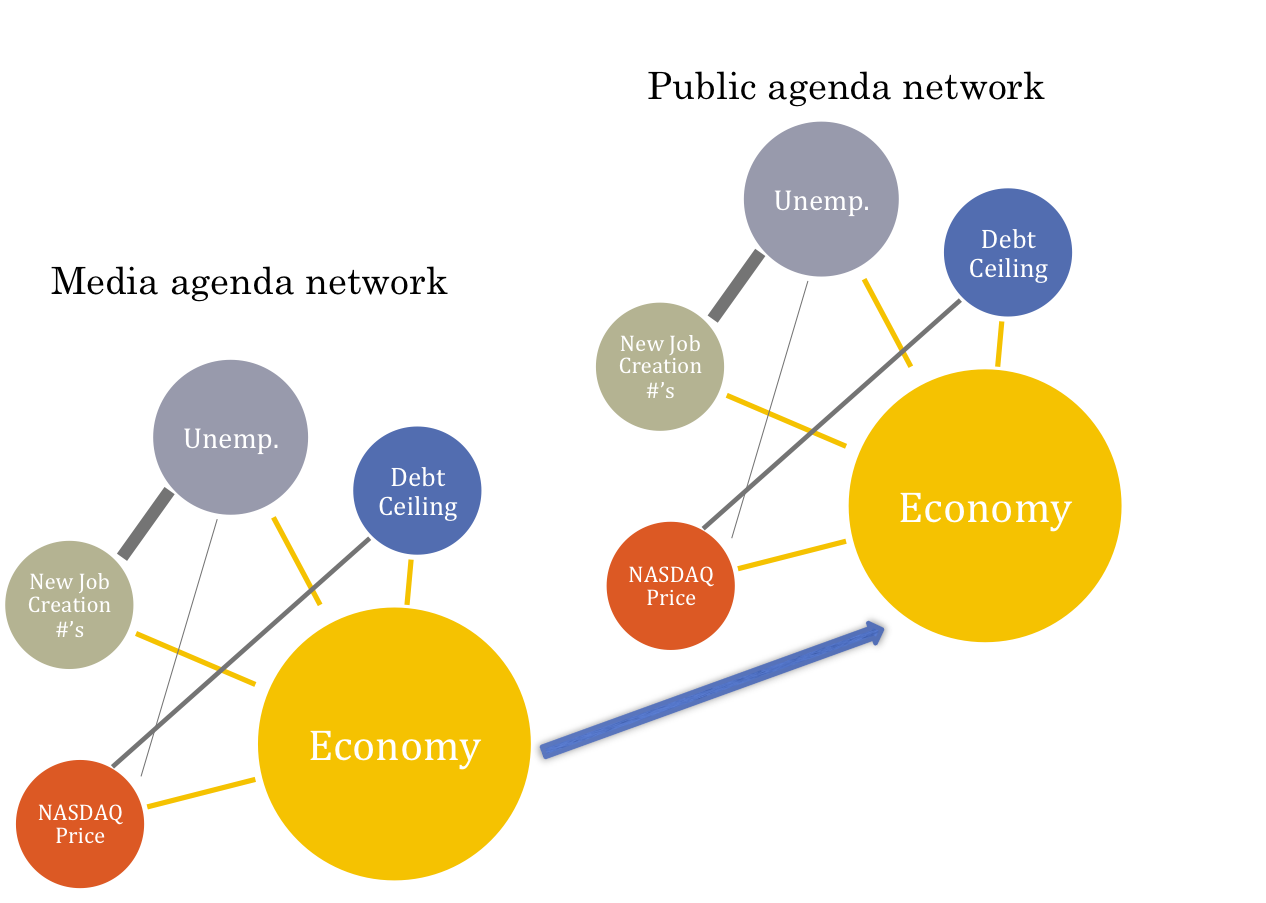 Public agenda network
Unemp.
Debt
Ceiling
New Job
Creation
#’s
Economy
NASDAQ
Price
Media agenda network
Unemp.
Debt
Ceiling
New Job
Creation
#’s
Economy
NASDAQ
Price